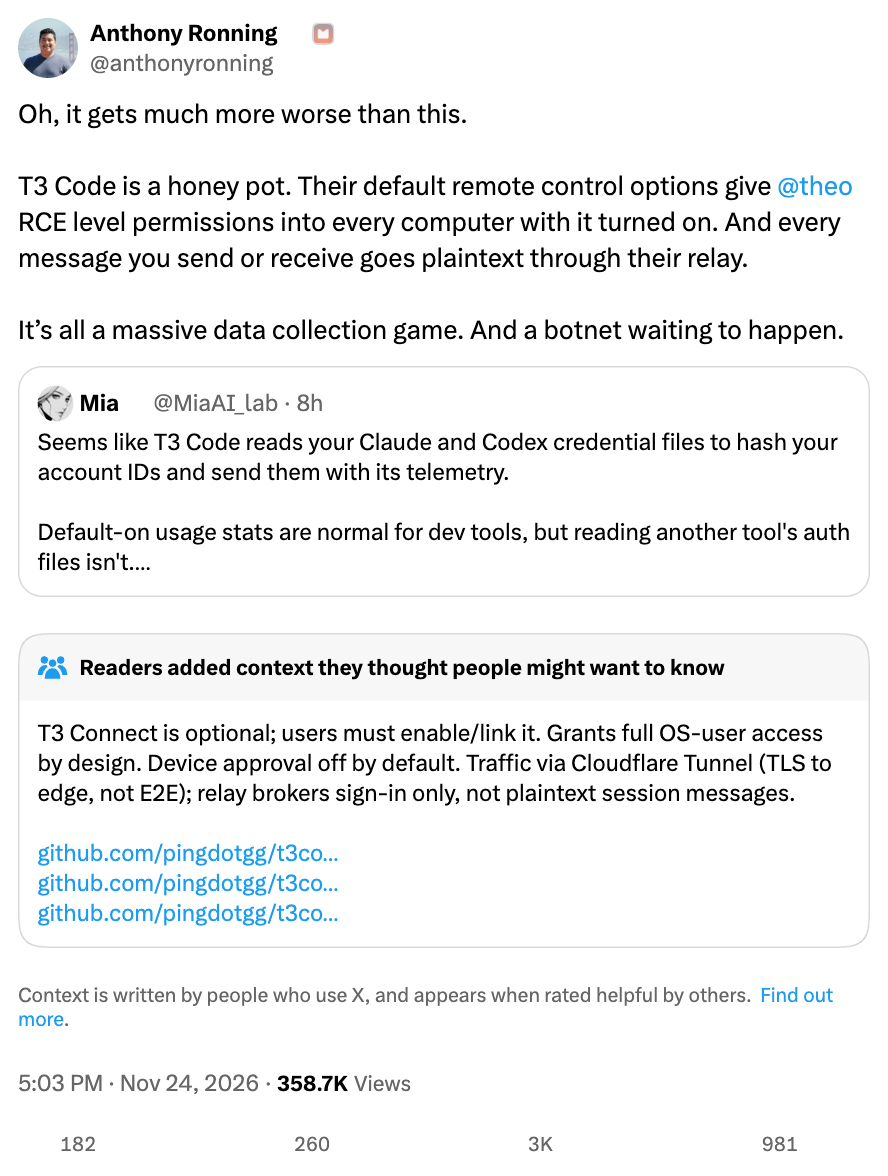 Anthony Ronning
@anthonyronning
Oh, it gets much more worse than this.
T3 Code is a honey pot. Their default remote control options give @theo
RCE level permissions into every computer with it turned on. And every
message you send or receive goes plaintext through their relay.
It’s all a massive data collection game. And a botnet waiting to happen.
Mia @MiaAI_lab · 8h
Seems like T3 Code reads your Claude and Codex credential files to hash your
account IDs and send them with its telemetry.
Default-on usage stats are normal for dev tools, but reading another tool's auth
files isn't....
Readers added context they thought people might want to know
T3 Connect is optional; users must enable/link it. Grants full OS-user access
by design. Device approval off by default. Traffic via Cloudflare Tunnel (TLS to
edge, not E2E); relay brokers sign-in only, not plaintext session messages.
github.com/pingdotgg/t3co...
github.com/pingdotgg/t3co...
github.com/pingdotgg/t3co...
Context is written by people who use X, and appears when rated helpful by others. Find out
more.
5:03 PM · Nov 24, 2026 · 358.7K Views
182 260 3K 981